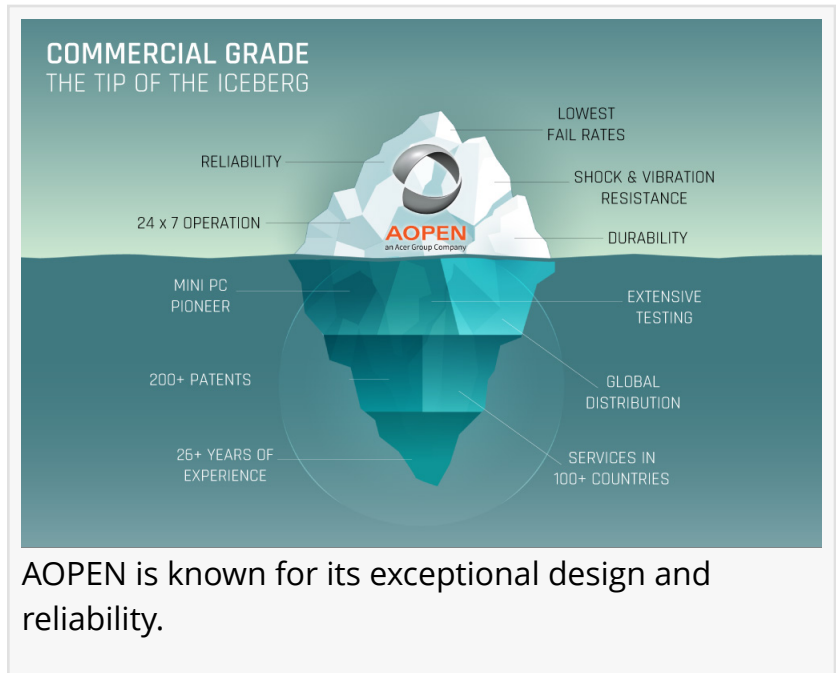 COMMERCIAL GRADE
THE TIP OF THE ICEBERG
LOWEST
FAIL RATES
RELIABILITY
SHOCK & VIBRATION
RESISTANCE
24 x 7 OPERATION
AOPEN
an Acer Group Company
DURABILITY
MINI PC
PIONEER
EXTENSIVE
TESTING
200+ PATENTS
GLOBAL
DISTRIBUTION
26+ YEARS OF
EXPERIENCE
SERVICES IN
100+ COUNTRIES
AOPEN is known for its exceptional design and
reliability.